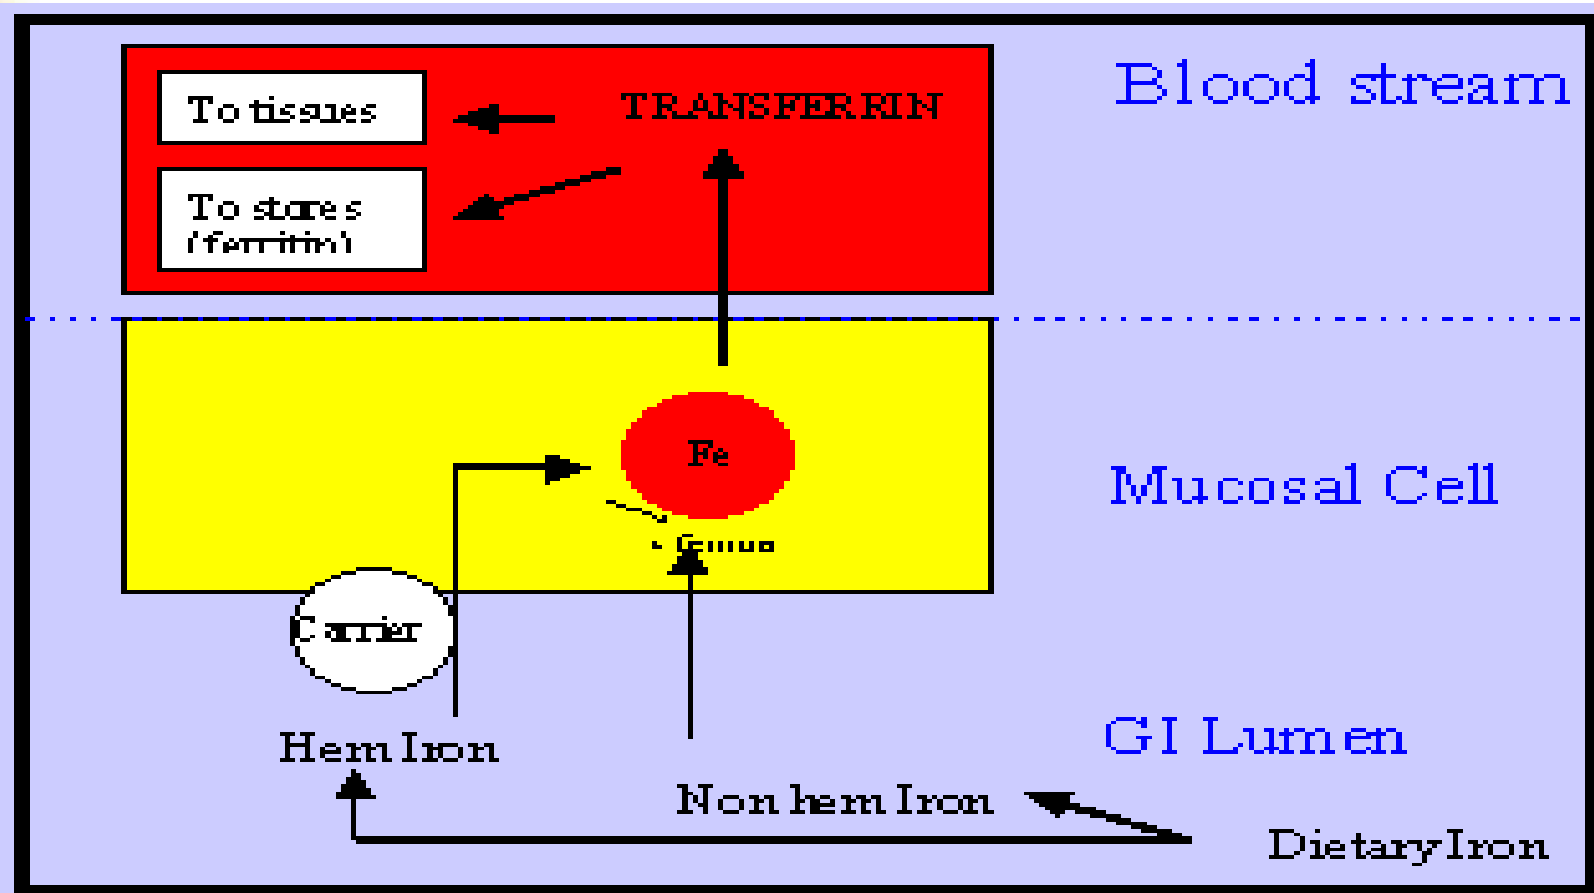 Blood stream
To tissues
TRANSFERRIN
To stores
(ferritin)
Fe
Mucosal Cell
Carrier
GI Lumen
Hem Iron
Non hem Iron
Dietary Iron